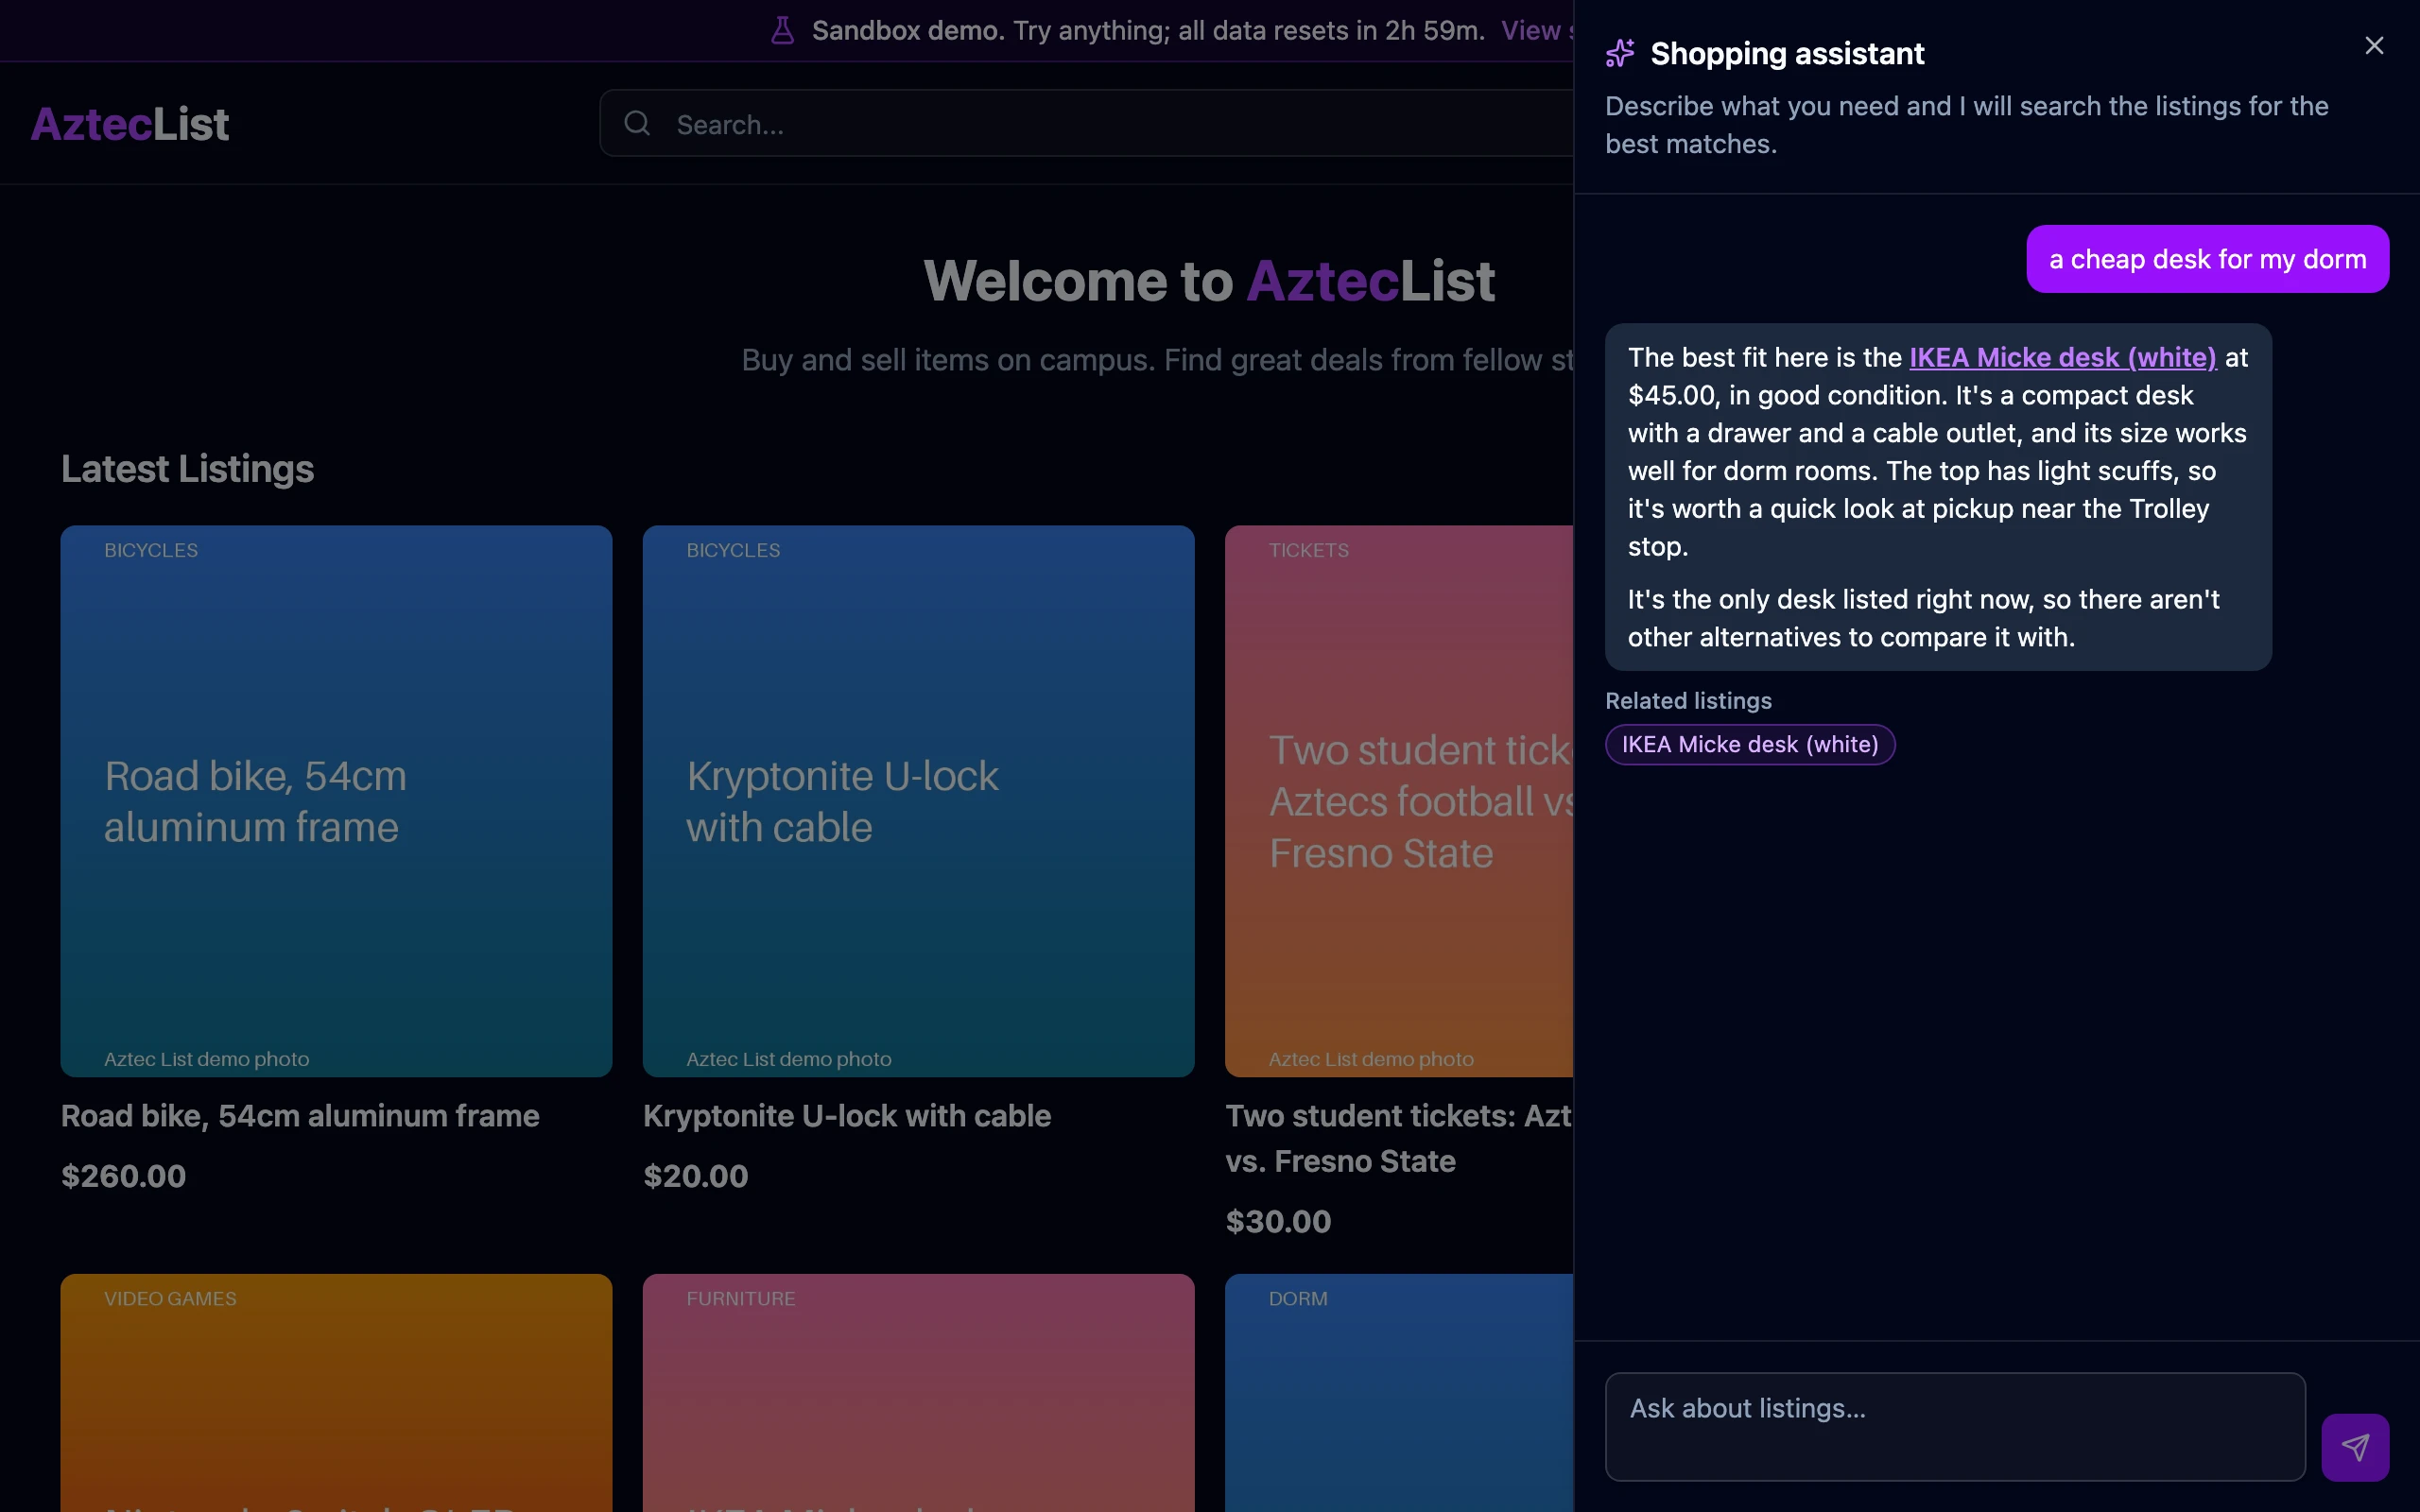 Sandbox demo. Try anything; all data resets in 2h 59m. View
AztecList
Search...
Welcome to AztecList
Buy and sell items on campus. Find great deals from fellow
Latest Listings
BICYCLES
Road bike, 54cm
aluminum frame
Aztec List demo photo
Road bike, 54cm aluminum frame
$260.00
BICYCLES
Kryptonite U-lock
with cable
Aztec List demo photo
Kryptonite U-lock with cable
$20.00
TICKETS
Two student
Aztecs football
Fresno State
Aztec List demo photo
Two student tickets:
vs. Fresno State
$30.00
VIDEO GAMES
FURNITURE
DORM
Shopping assistant
Describe what you need and I will search the listings for the
best matches.
a cheap desk for my dorm
The best fit here is the IKEA Micke desk (white) at
$45.00, in good condition. It's a compact desk
with a drawer and a cable outlet, and its size works
well for dorm rooms. The top has light scuffs, so
it's worth a quick look at pickup near the Trolley
stop.
It's the only desk listed right now, so there aren't
other alternatives to compare it with.
Related listings
IKEA Micke desk (white)
Ask about listings...